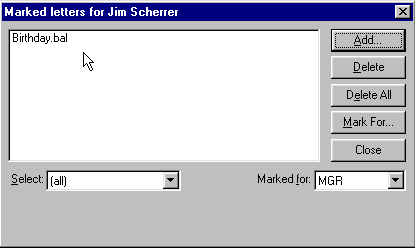 Marked letters for Jim Scherrer
Birthday.bal
Add...
Delete
Delete All
Mark For...
Close
Select: (all) Marked for: MGR